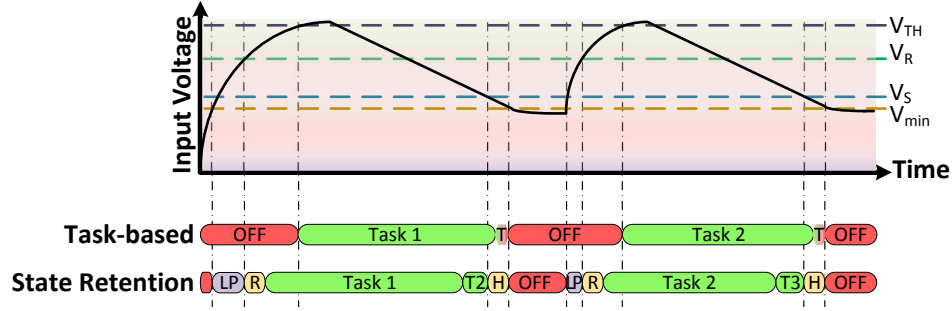 Input Voltage
V_TH
V_R
V_S
V_min
Time
Task-based OFF Task 1 T OFF Task 2 T OFF
State Retention LP R Task 1 T2 H OFF LP R Task 2 T3 H OFF